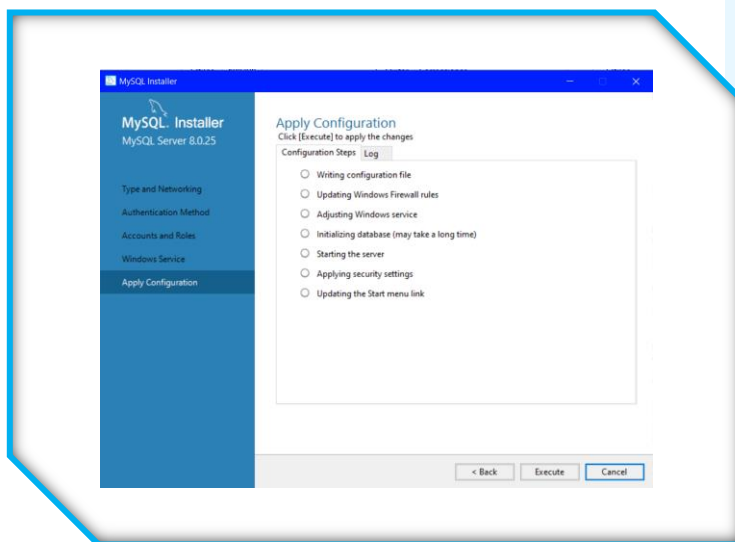 MySQL Installer
MySQL. Installer
MySQL Server 8.0.25
Type and Networking
Authentication Method
Accounts and Roles
Windows Service
Apply Configuration
Apply Configuration
Click [Execute] to apply the changes
Configuration Steps Log
Writing configuration file
Updating Windows Firewall rules
Adjusting Windows service
Initializing database (may take a long time)
Starting the server
Applying security settings
Updating the Start menu link
< Back Execute Cancel